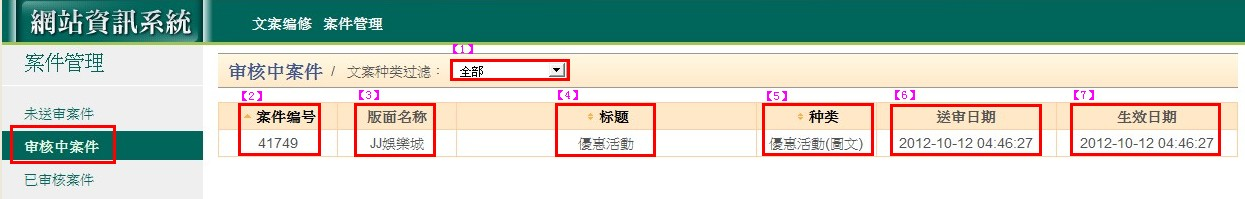 網站資訊系統 文案编修 案件管理
案件管理
未送审案件
审核中案件
已审核案件
【1】
审核中案件 / 文案种类过滤： 全部
【2】 【3】 【4】 【5】 【6】 【7】
案件编号 版面名称 标题 种类 送审日期 生效日期
41749 JJ娛樂城 優惠活動 優惠活動(圖文) 2012-10-12 04:46:27 2012-10-12 04:46:27